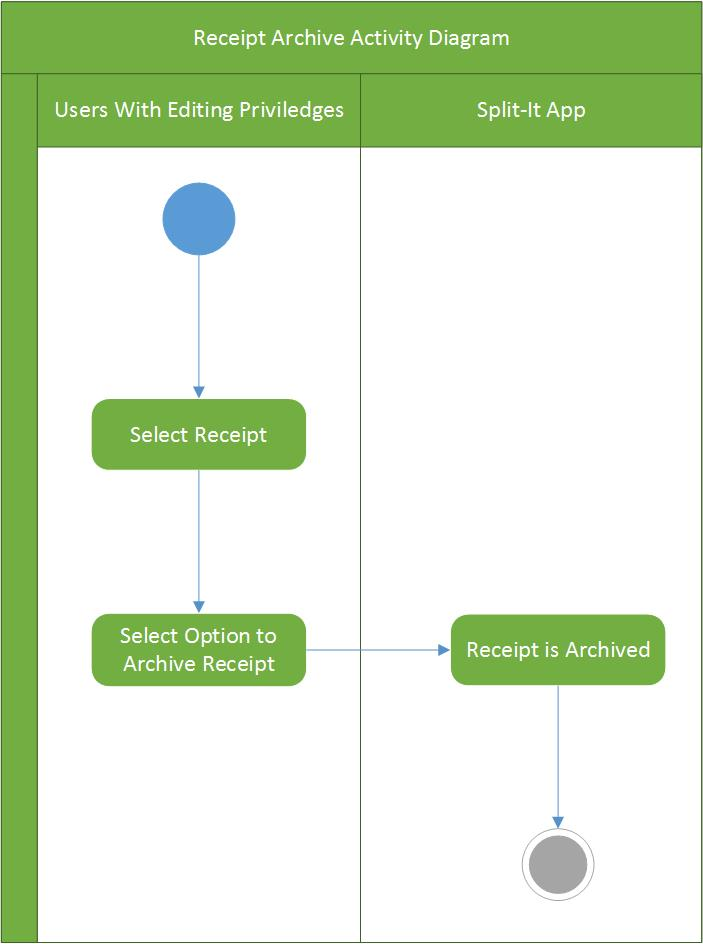 Receipt Archive Activity Diagram
Users With Editing Priviledges
Split-It App
Select Receipt
Select Option to
Archive Receipt
Receipt is Archived